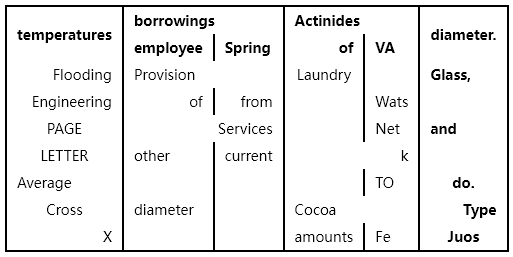 temperatures borrowings Actinides diameter.
employee Spring of VA
Flooding Provision Laundry Glass,
Engineering of from Wats
PAGE Services Net and
LETTER other current k
Average TO do.
Cross diameter Cocoa Type
X amounts Fe Juos